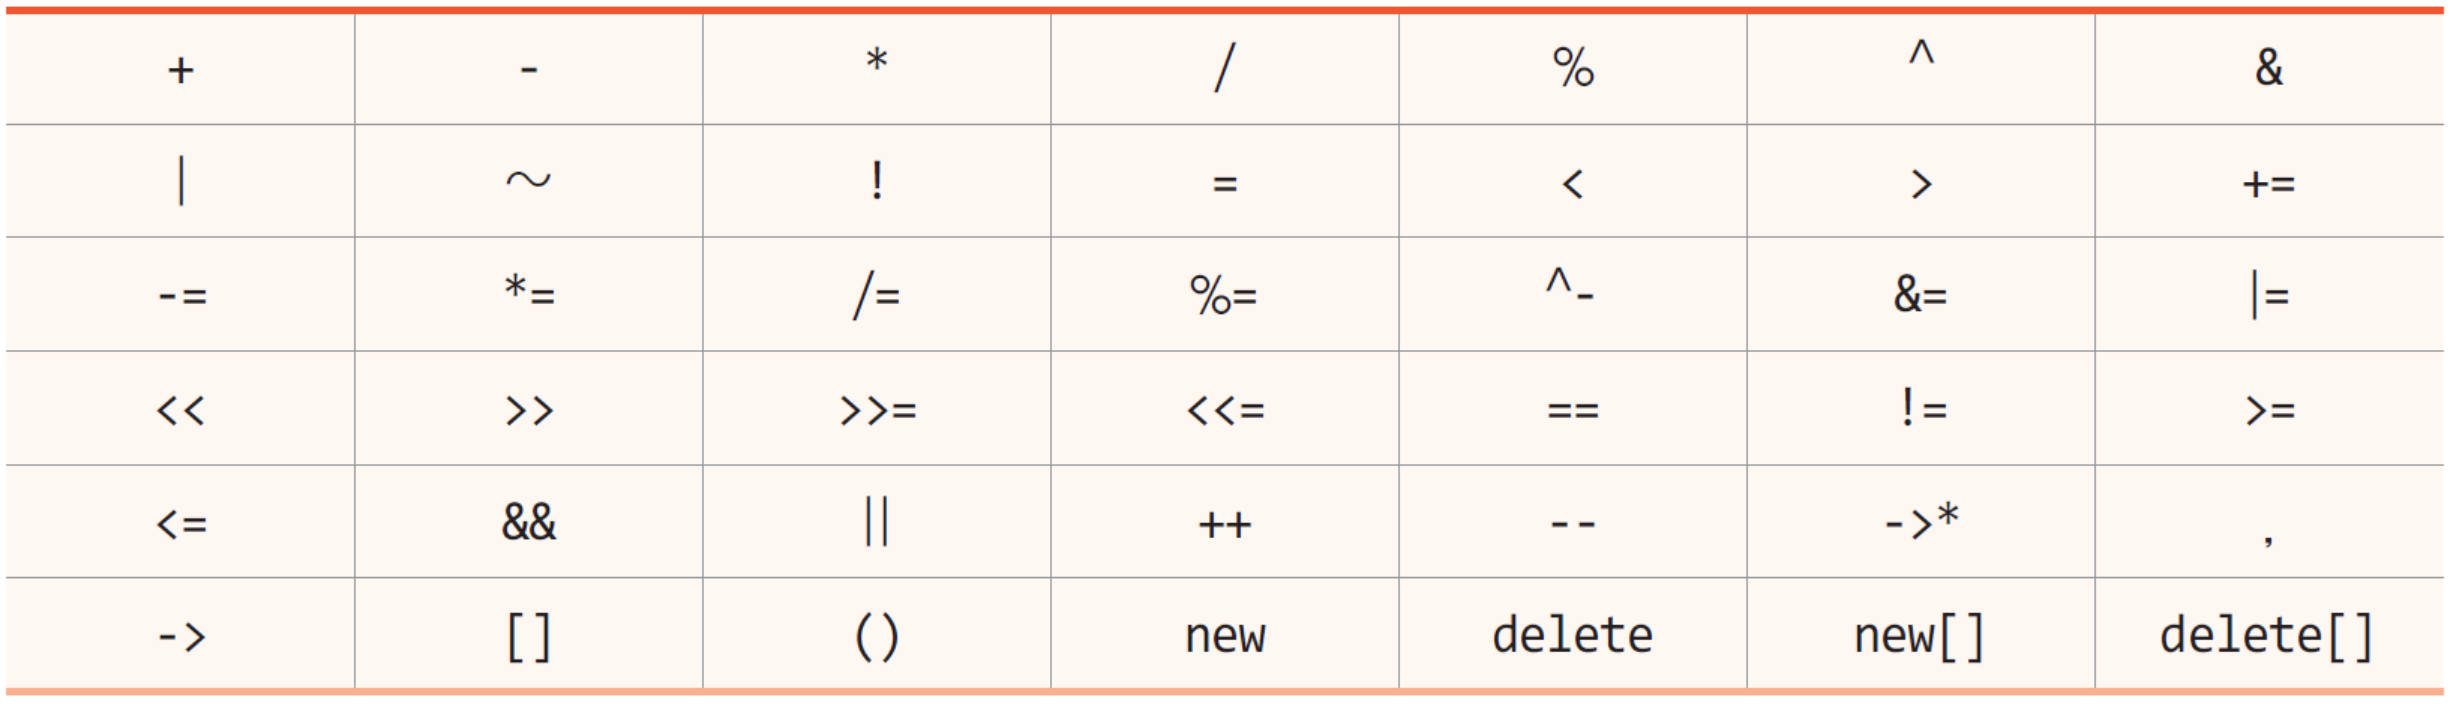 + - * / % ^ &
| ~ ! = < > +=
-= *= /= %= ^- &= |=
<< >> >>= <<= == != >=
<= && || ++ -- ->* ,
-> [] () new delete new[] delete[]